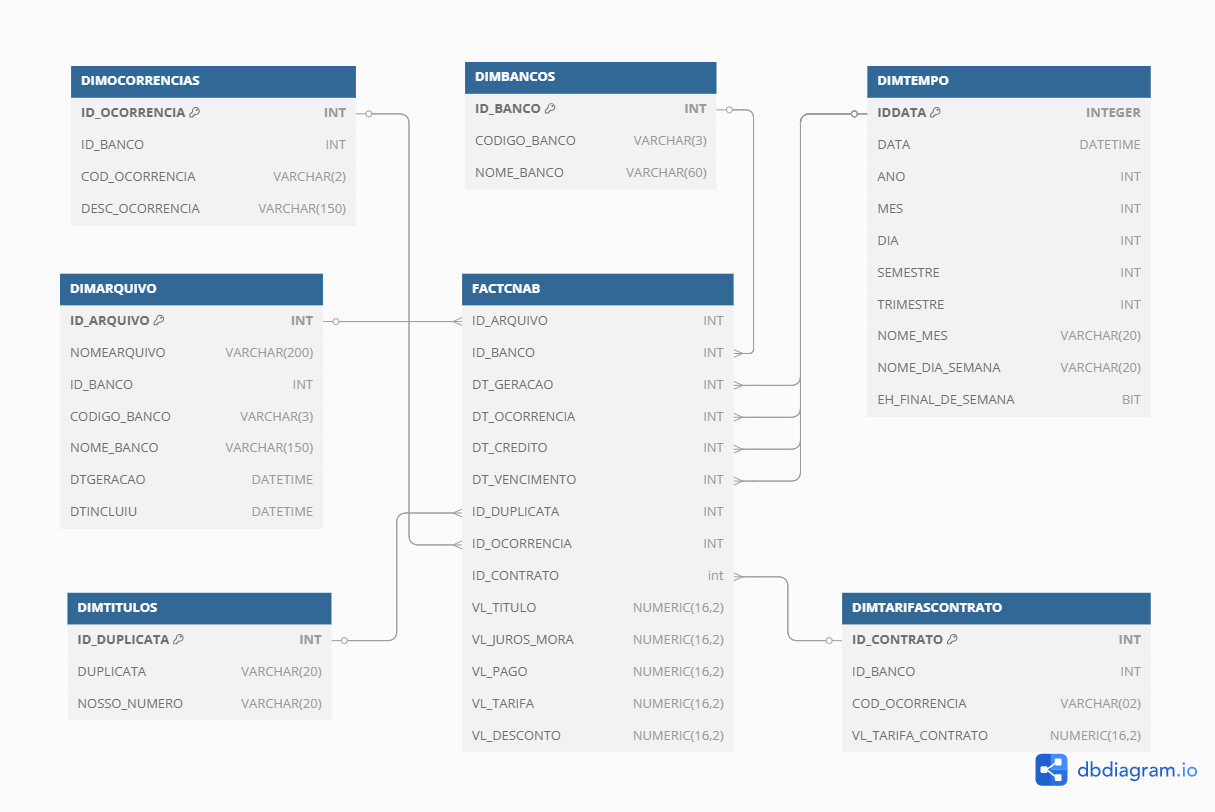 DIMOCORRENCIAS
ID_OCORRENCIA INT
ID_BANCO INT
COD_OCORRENCIA VARCHAR(2)
DESC_OCORRENCIA VARCHAR(150)
DIMBANCOS
ID_BANCO INT
CODIGO_BANCO VARCHAR(3)
NOME_BANCO VARCHAR(60)
DIMTEMPO
IDDATA INTEGER
DATA DATETIME
ANO INT
MES INT
DIA INT
SEMESTRE INT
TRIMESTRE INT
NOME_MES VARCHAR(20)
NOME_DIA_SEMANA VARCHAR(20)
EH_FINAL_DE_SEMANA BIT
DIMARQUIVO
ID_ARQUIVO INT
NOMEARQUIVO VARCHAR(200)
ID_BANCO INT
CODIGO_BANCO VARCHAR(3)
NOME_BANCO VARCHAR(150)
DTGERACAO DATETIME
DTINCLUIU DATETIME
FACTCNAB
ID_ARQUIVO INT
ID_BANCO INT
DT_GERACAO INT
DT_OCORRENCIA INT
DT_CREDITO INT
DT_VENCIMENTO INT
ID_DUPLICATA INT
ID_OCORRENCIA INT
ID_CONTRATO int
VL_TITULO NUMERIC(16,2)
VL_JUROS_MORA NUMERIC(16,2)
VL_PAGO NUMERIC(16,2)
VL_TARIFA NUMERIC(16,2)
VL_DESCONTO NUMERIC(16,2)
DIMTITULOS
ID_DUPLICATA INT
DUPLICATA VARCHAR(20)
NOSSO_NUMERO VARCHAR(20)
DIMTARIFASCONTRATO
ID_CONTRATO INT
ID_BANCO INT
COD_OCORRENCIA VARCHAR(02)
VL_TARIFA_CONTRATO NUMERIC(16,2)
dbdiagram.io